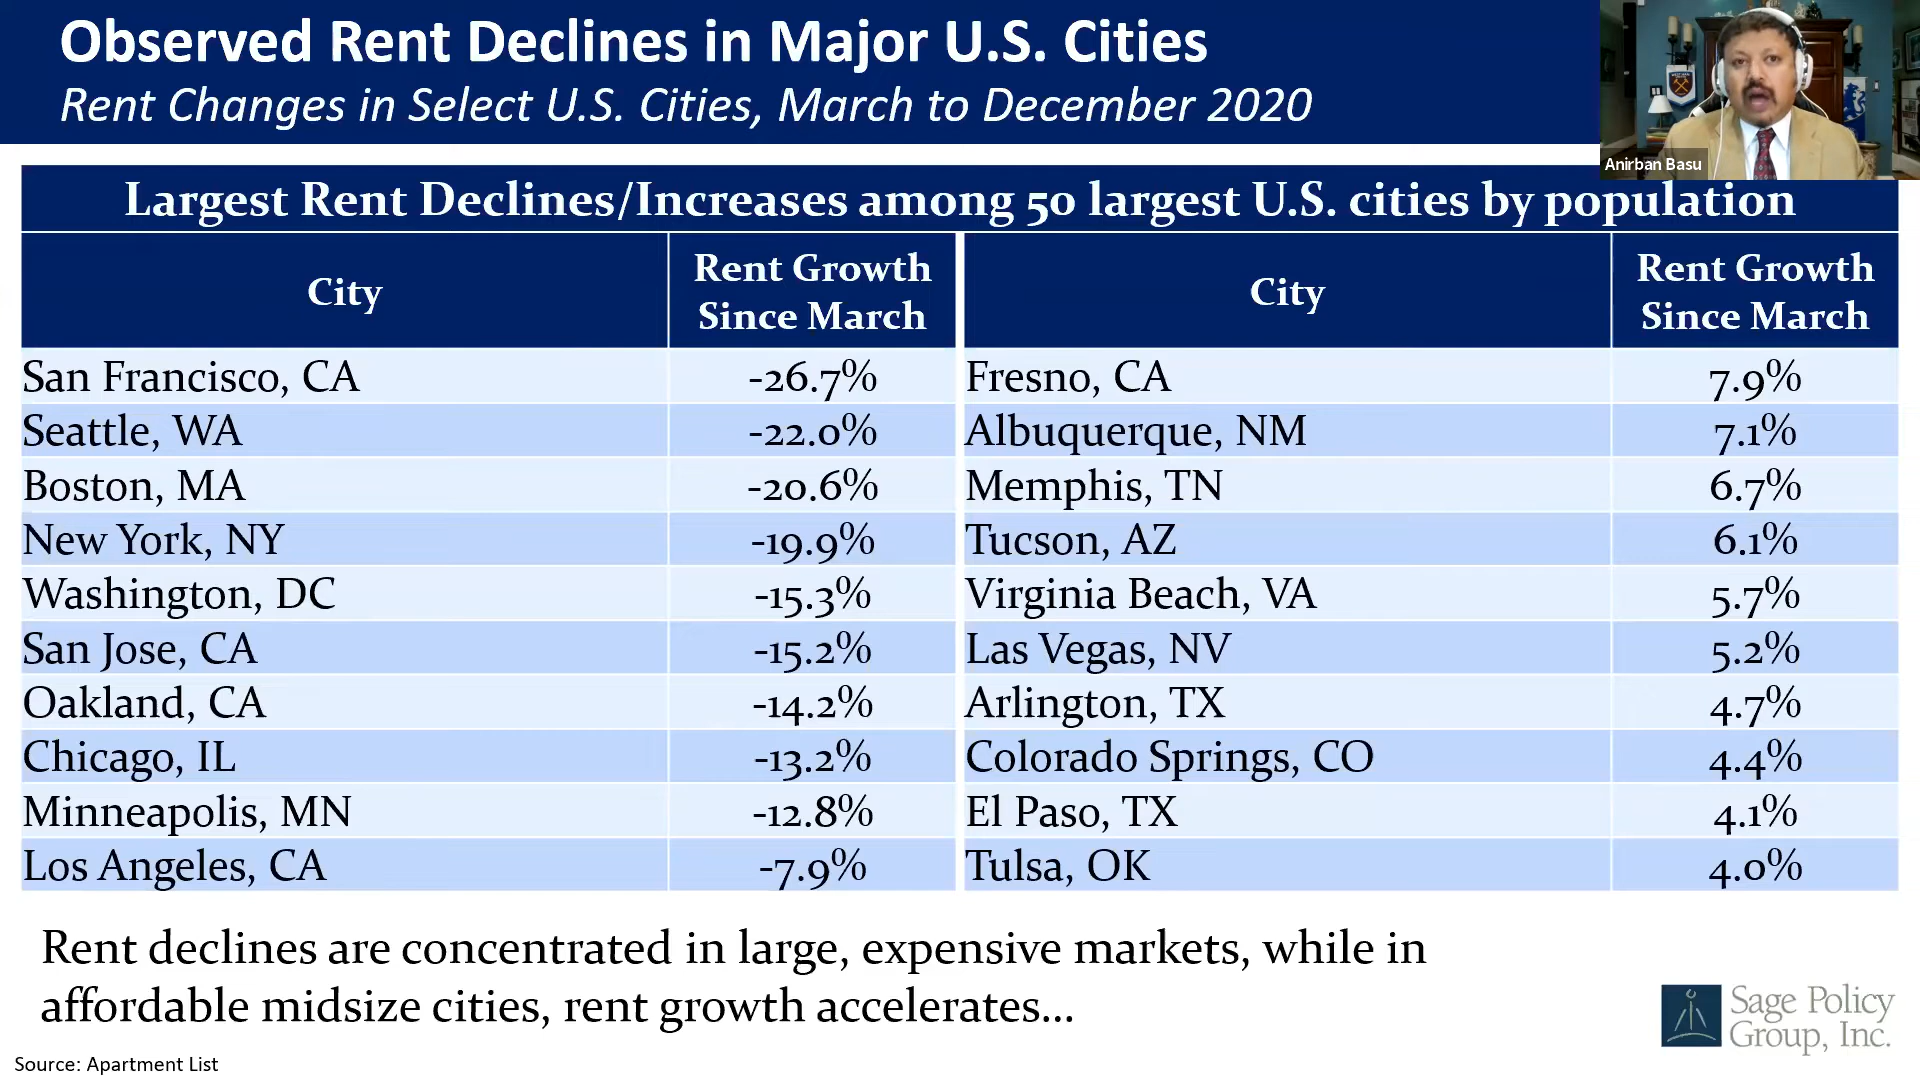 Observed Rent Declines in Major U.S. Cities
Rent Changes in Select U.S. Cities, March to December 2020
Anirban Basu
Largest Rent Declines/Increases among 50 largest U.S. cities by population
City Rent Growth Since March City Rent Growth Since March
San Francisco, CA -26.7% Fresno, CA 7.9%
Seattle, WA -22.0% Albuquerque, NM 7.1%
Boston, MA -20.6% Memphis, TN 6.7%
New York, NY -19.9% Tucson, AZ 6.1%
Washington, DC -15.3% Virginia Beach, VA 5.7%
San Jose, CA -15.2% Las Vegas, NV 5.2%
Oakland, CA -14.2% Arlington, TX 4.7%
Chicago, IL -13.2% Colorado Springs, CO 4.4%
Minneapolis, MN -12.8% El Paso, TX 4.1%
Los Angeles, CA -7.9% Tulsa, OK 4.0%
Rent declines are concentrated in large, expensive markets, while in
affordable midsize cities, rent growth accelerates...
Sage Policy
Group, Inc.
Source: Apartment List